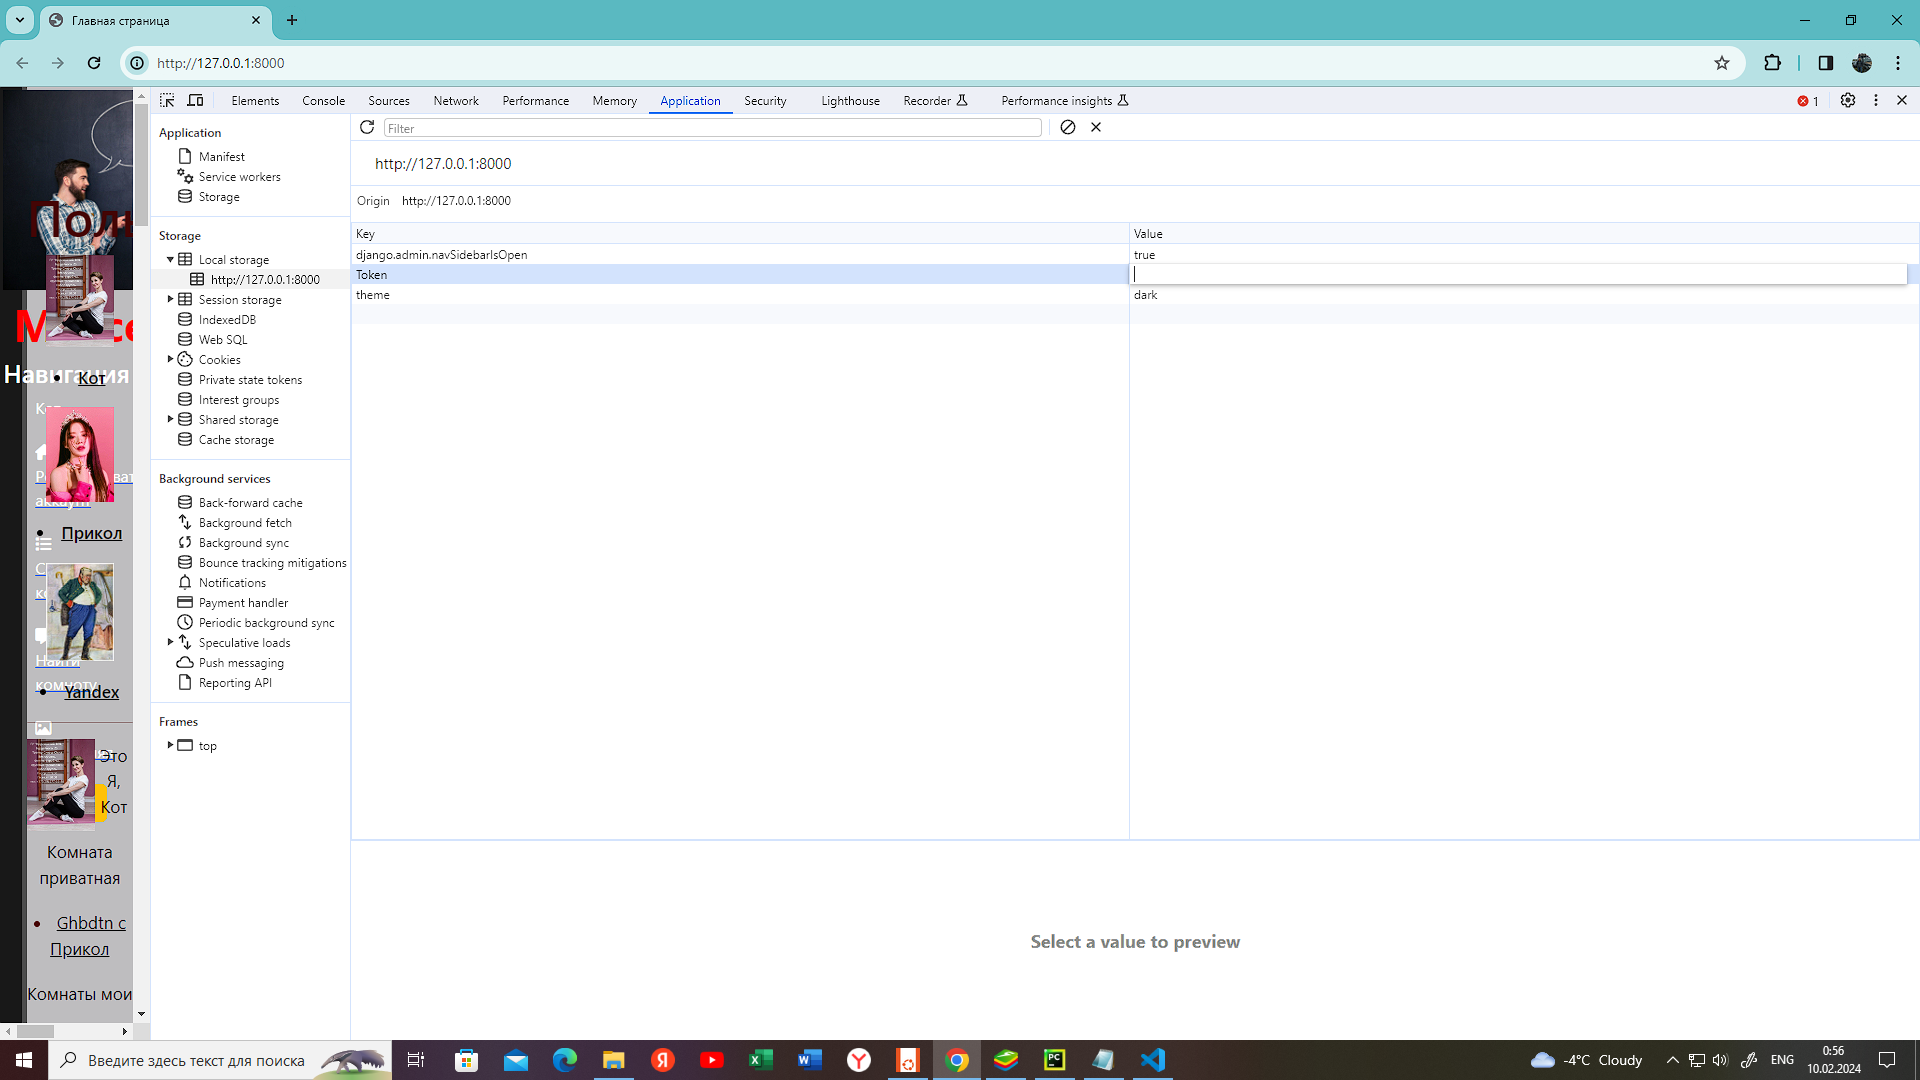 Главная страница
http://127.0.0.1:8000
Elements Console Sources Network Performance Memory Application Security Lighthouse Recorder Performance insights 1
Filter
Application
Manifest
Service workers
Storage
Storage
Local storage
http://127.0.0.1:8000
Session storage
IndexedDB
Web SQL
Cookies
Private state tokens
Interest groups
Shared storage
Cache storage
Background services
Back-forward cache
Background fetch
Background sync
Bounce tracking mitigations
Notifications
Payment handler
Periodic background sync
Speculative loads
Push messaging
Reporting API
Frames
top
http://127.0.0.1:8000
Origin http://127.0.0.1:8000
Key Value
django.admin.navSidebarIsOpen true
Token
theme dark
Select a value to preview
Навигация
Кот
Прикол
Найти
комнату
Yandex
Это
Я,
Кот
Комната
приватная
Ghbdtn с
Прикол
Комнаты мои
Введите здесь текст для поиска
-4°C Cloudy
ENG
0:56
10.02.2024